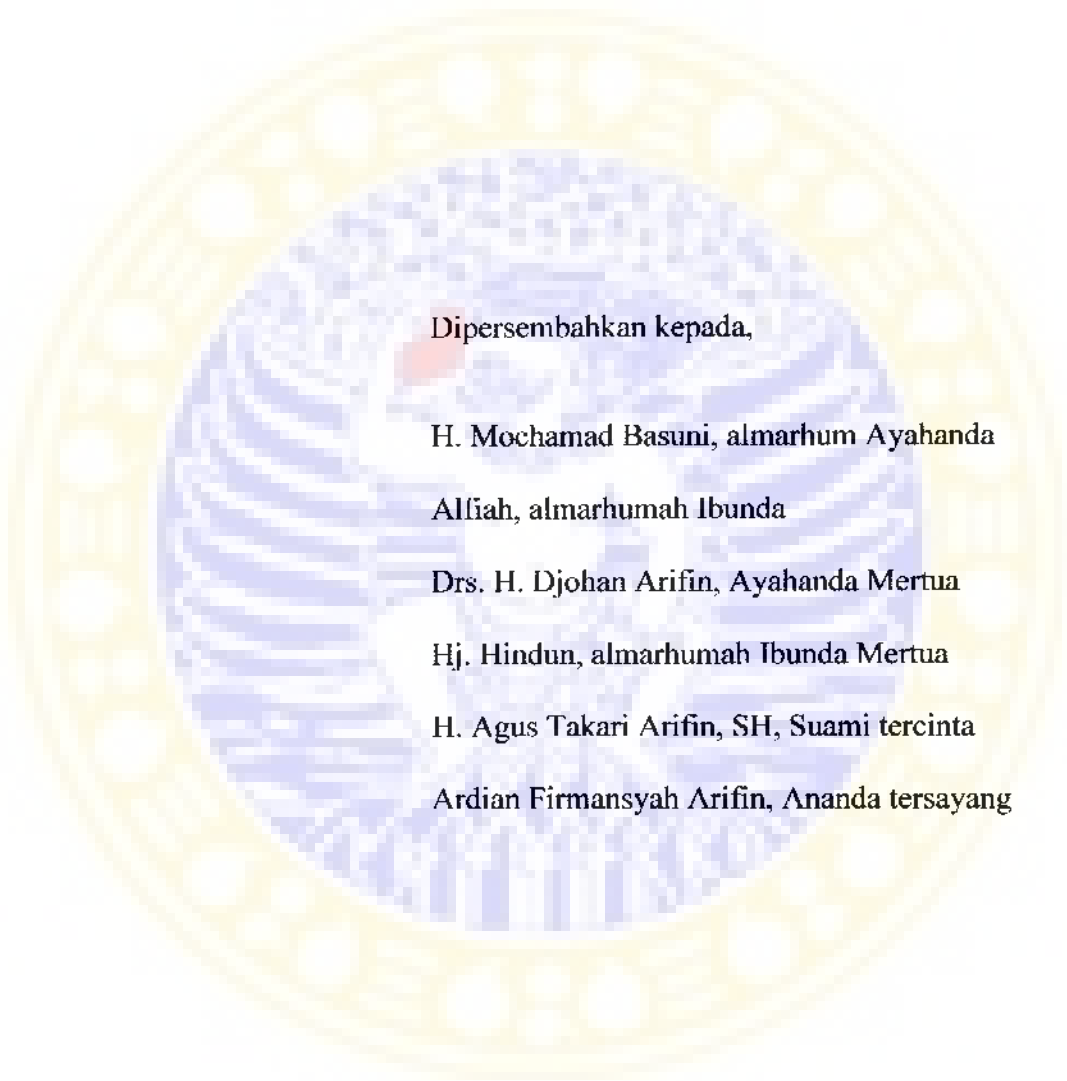 Dipersembahkan kepada,
H. Mochamad Basuni, almarhum Ayahanda
Alfiah, almarhumah Ibunda
Drs. H. Djohan Arifin, Ayahanda Mertua
Hj. Hindun, almarhumah Ibunda Mertua
H. Agus Takari Arifin, SH, Suami tercinta
Ardian Firmansyah Arifin, Ananda tersayang